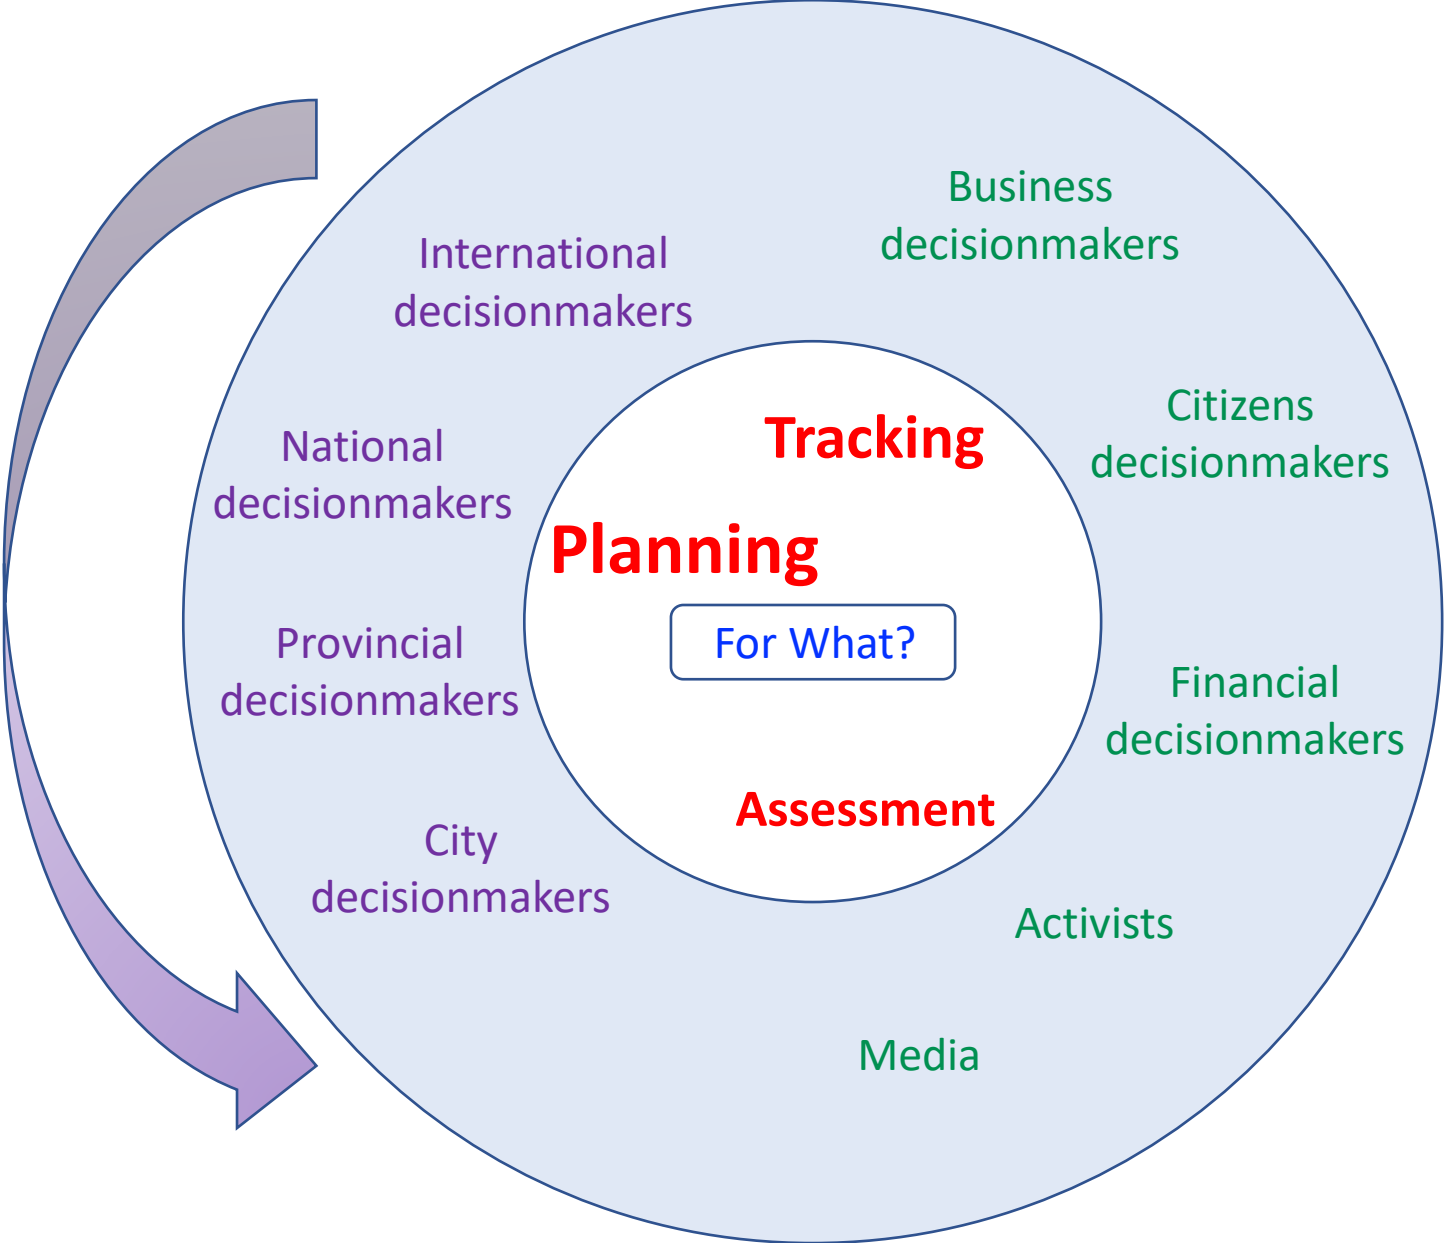 Business
decisionmakers
International
decisionmakers
Citizens
decisionmakers
Tracking
National
decisionmakers
Planning
For What?
Provincial
decisionmakers
Financial
decisionmakers
Assessment
City
decisionmakers
Activists
Media